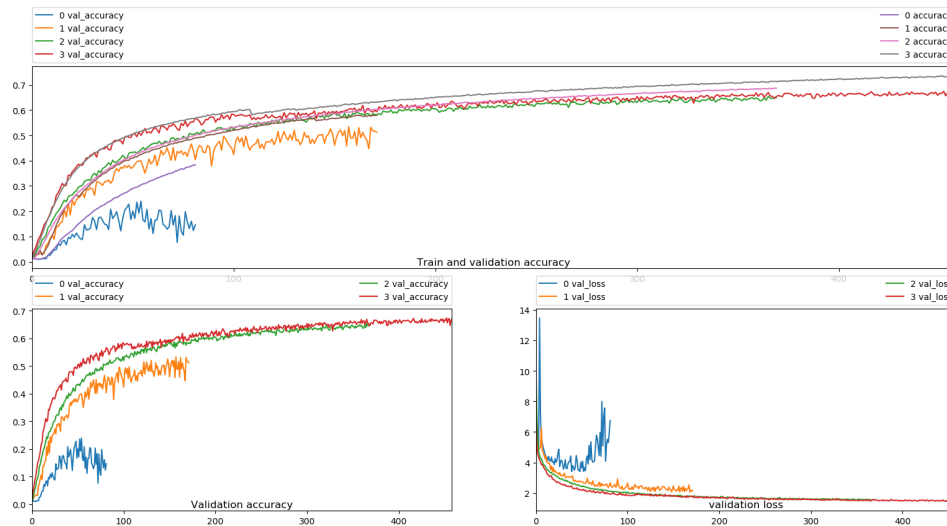 0 val_accuracy
1 val_accuracy
2 val_accuracy
3 val_accuracy
0 accurac
1 accurac
2 accurac
3 accurac
0.7
0.6
0.5
0.4
0.3
0.2
0.1
0.0
Train and validation accuracy
0 100 200 300 400
0 val_accuracy 2 val_accuracy
1 val_accuracy 3 val_accuracy
0.7
0.6
0.5
0.4
0.3
0.2
0.1
0.0
Validation accuracy
0 100 200 300 400
0 val_loss 2 val_los
1 val_loss 3 val_los
14
12
10
8
6
4
2
validation loss
0 100 200 300 400